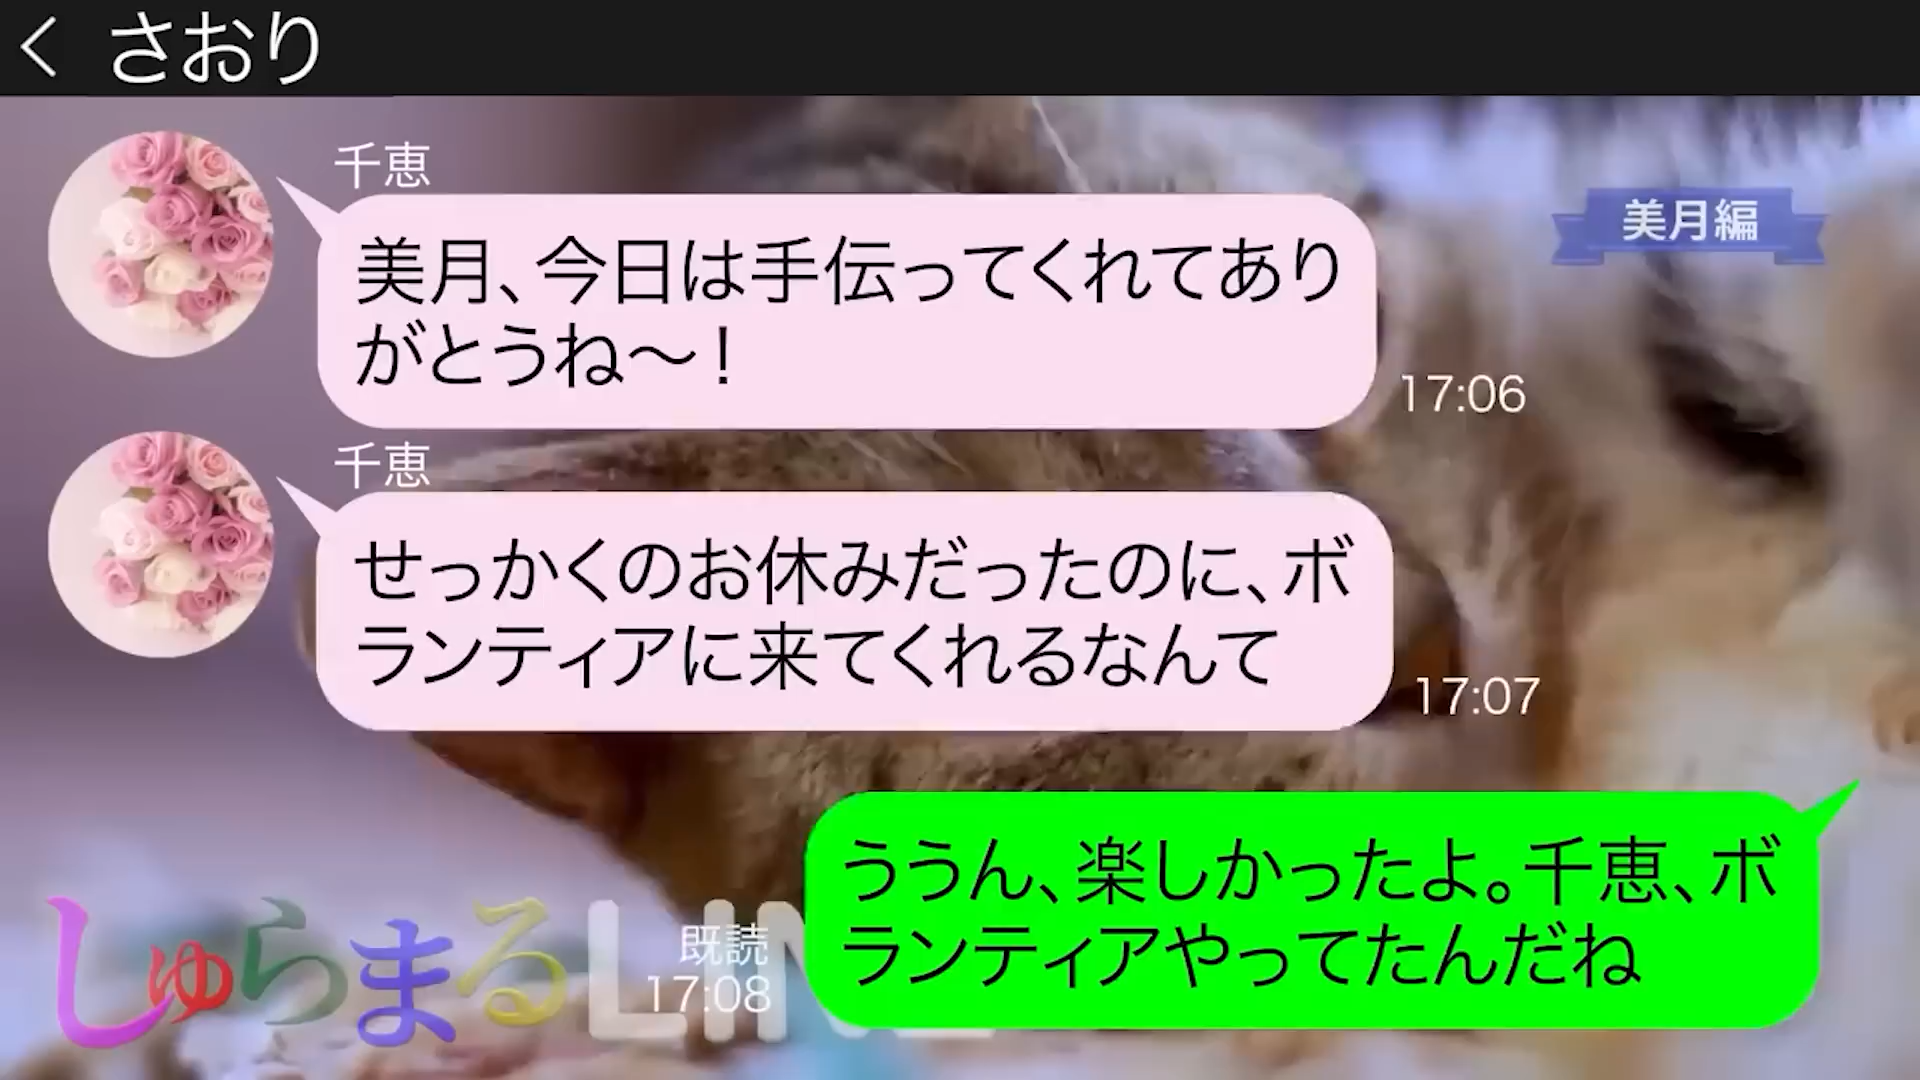 さおり
千恵
美月編
美月、今日は手伝ってくれてあり
がとうね〜！
17:06
千恵
せっかくのお休みだったのに、ボ
ランティアに来てくれるなんて
17:07
ううん、楽しかったよ。千恵、ボ
ランティアやってたんだね
既読
17:08
しゅらまるLINE